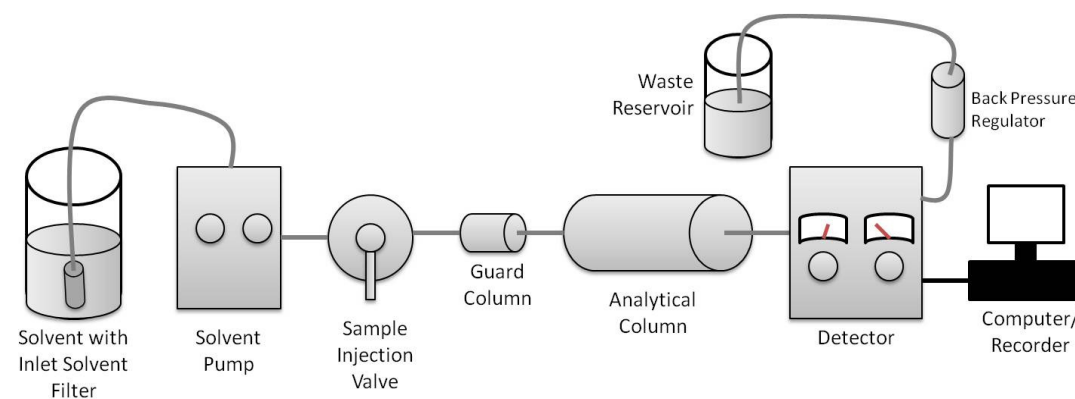 Waste
Reservoir
Back Pressure
Regulator
Solvent with
Inlet Solvent
Filter
Solvent
Pump
Sample
Injection
Valve
Guard
Column
Analytical
Column
Detector
Computer/
Recorder